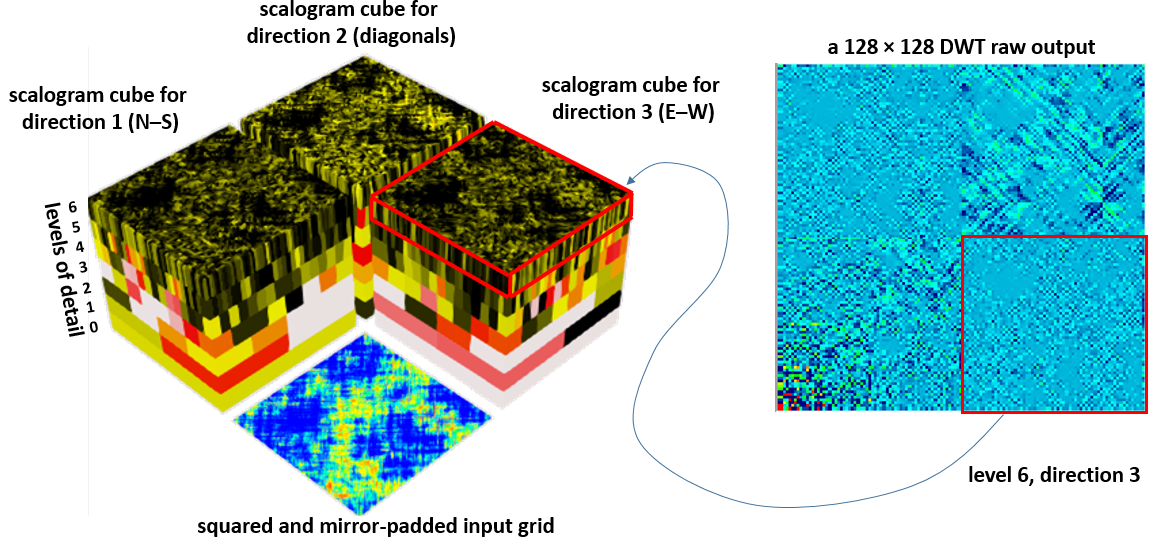 scalogram cube for
direction 2 (diagonals)
a 128 × 128 DWT raw output
scalogram cube for
direction 1 (N–S)
scalogram cube for
direction 3 (E–W)
6
5
4
3
2
1
0
levels of detail
level 6, direction 3
squared and mirror-padded input grid